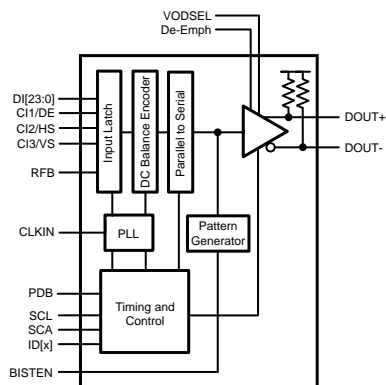 VODSEL
De-Emph
DI[23:0]
CI1/DE
CI2/HS
CI3/VS
RFB
Input Latch
DC Balance Encoder
Parallel to Serial
DOUT+
DOUT-
CLKIN
PLL
Pattern
Generator
PDB
SCL
SCA
ID[x]
Timing and
Control
BISTEN